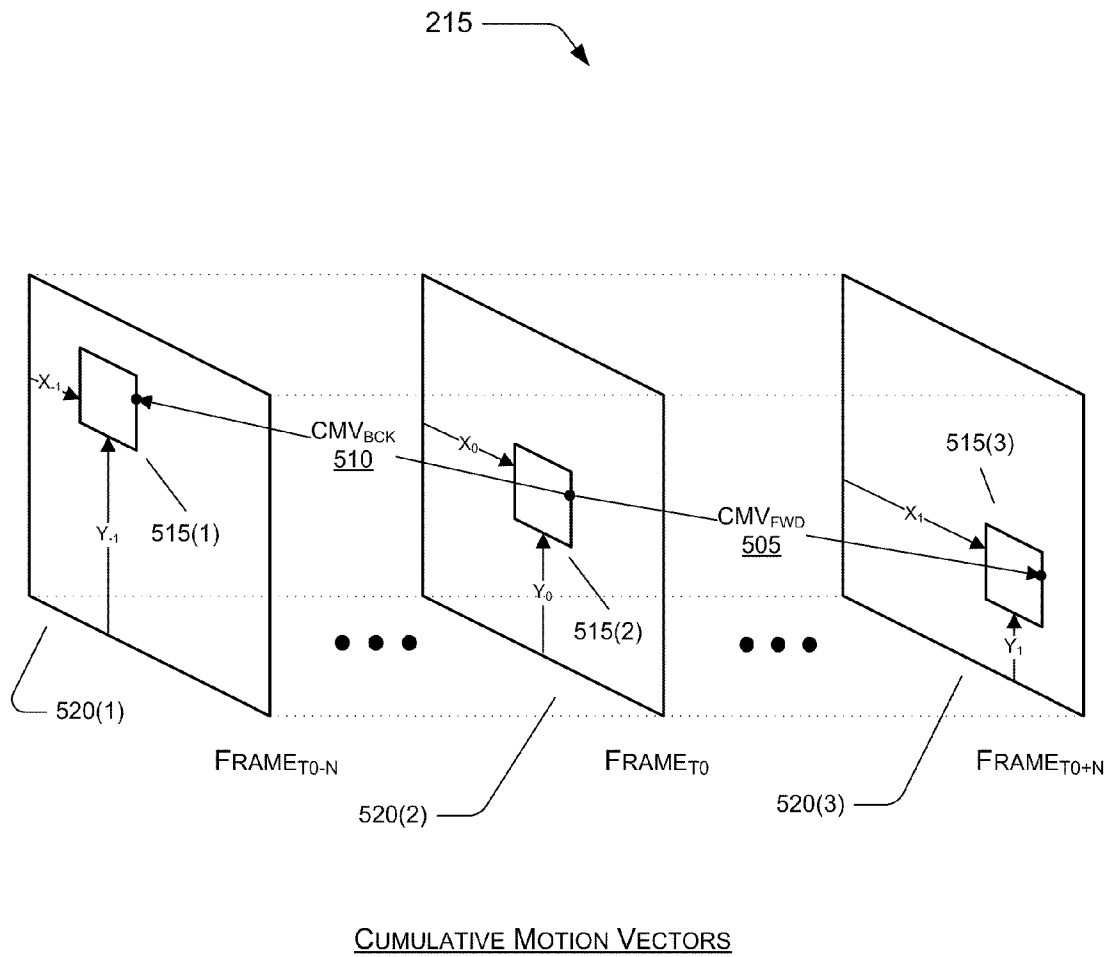 215
X-1
CMVBCK
510
X0
515(3)
515(1)
Y-1
CMVFWD
505
X1
Y0
515(2)
Y1
520(1)
FRAMET0-N
FRAMET0
FRAMET0+N
520(2)
520(3)
CUMULATIVE MOTION VECTORS